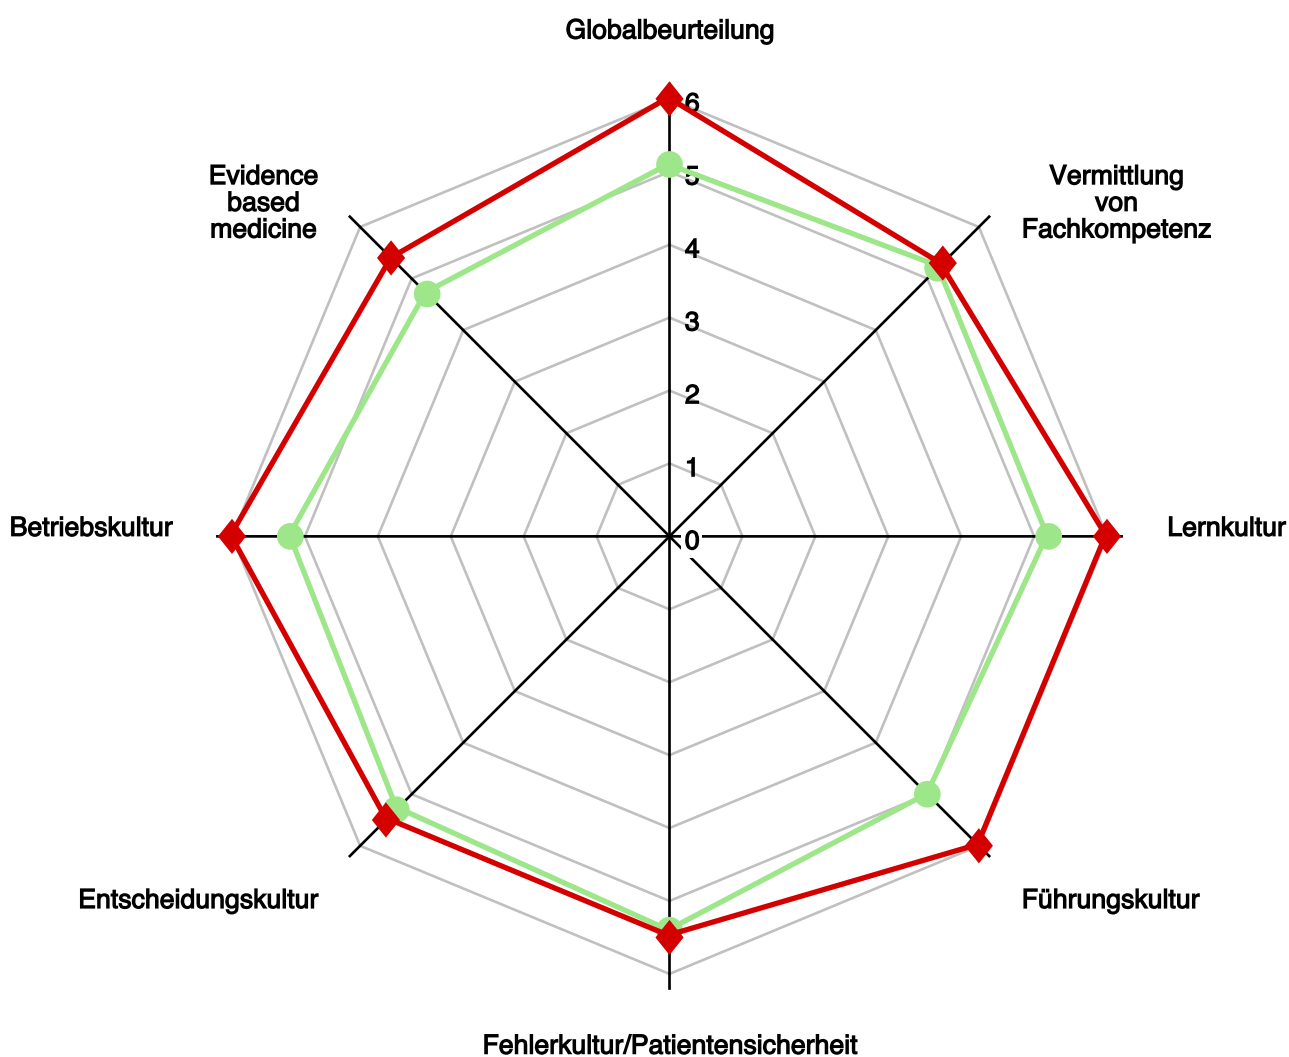 Globalbeurteilung
6
Evidence
based
medicine
5
Vermittlung
von
Fachkompetenz
4
3
2
1
Betriebskultur
0
Lernkultur
Entscheidungskultur
Führungskultur
Fehlerkultur/Patientensicherheit